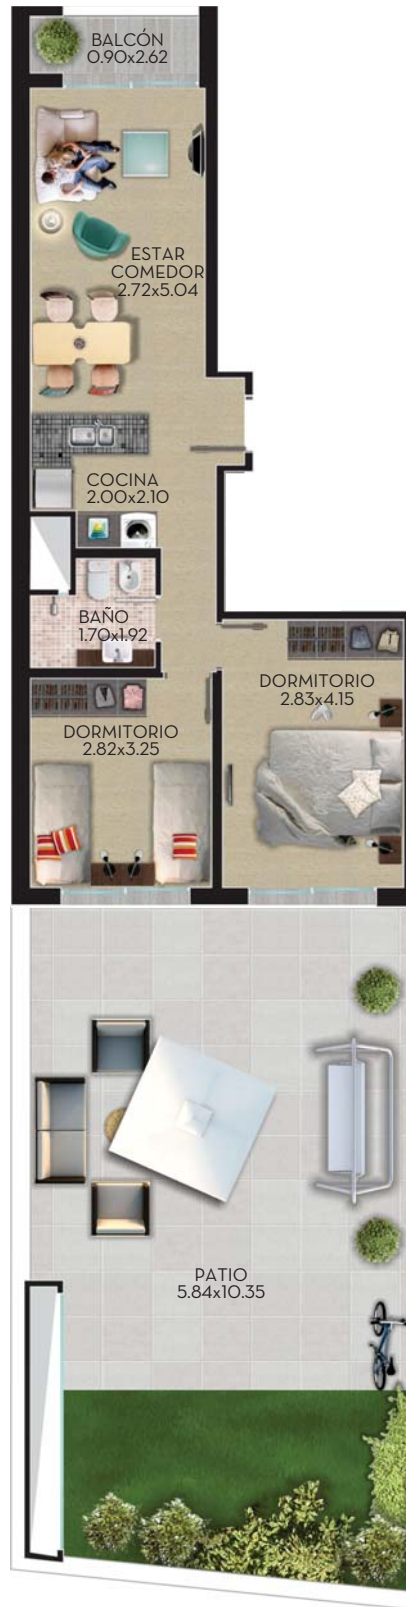 BALCÓN
0.90x2.62
ESTAR
COMEDOR
2.72x5.04
COCINA
2.00x2.10
BAÑO
1.70x1.92
DORMITORIO
2.83x4.15
DORMITORIO
2.82x3.25
PATIO
5.84x10.35